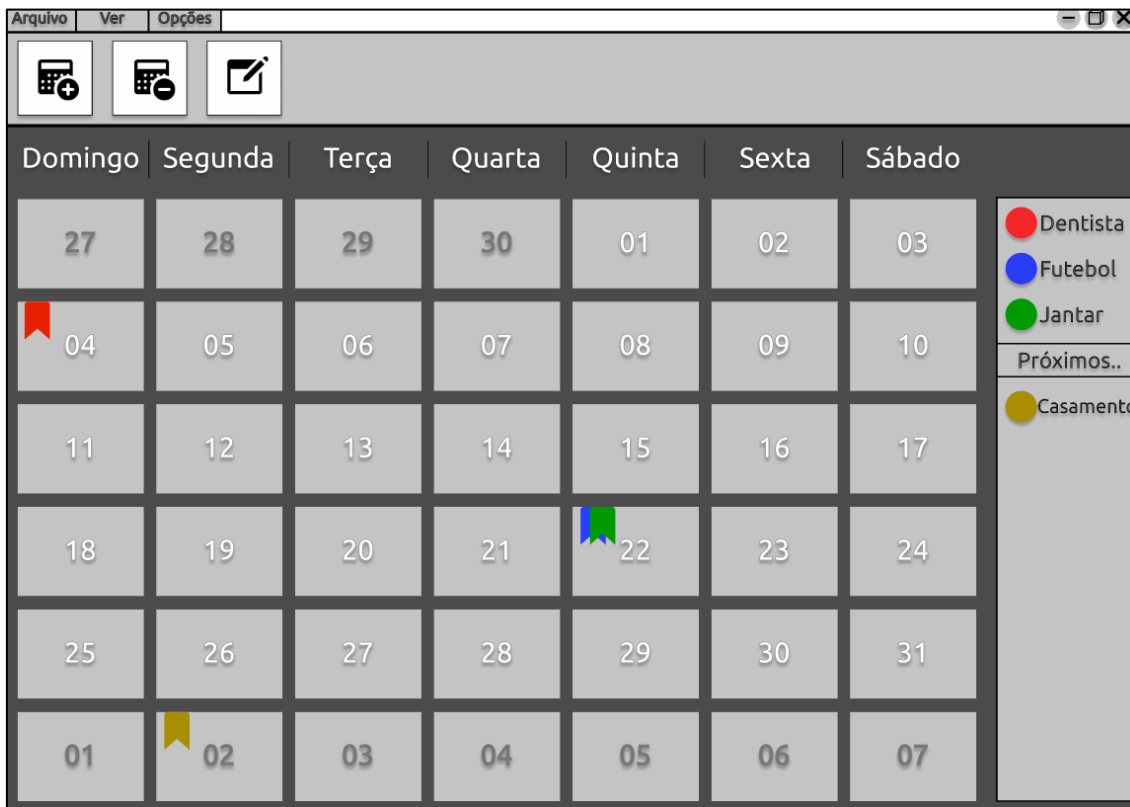 Arquivo Ver Opções
Domingo Segunda Terça Quarta Quinta Sexta Sábado
27 28 29 30 01 02 03
04 05 06 07 08 09 10
11 12 13 14 15 16 17
18 19 20 21 22 23 24
25 26 27 28 29 30 31
01 02 03 04 05 06 07
Dentista
Futebol
Jantar
Próximos..
Casamento